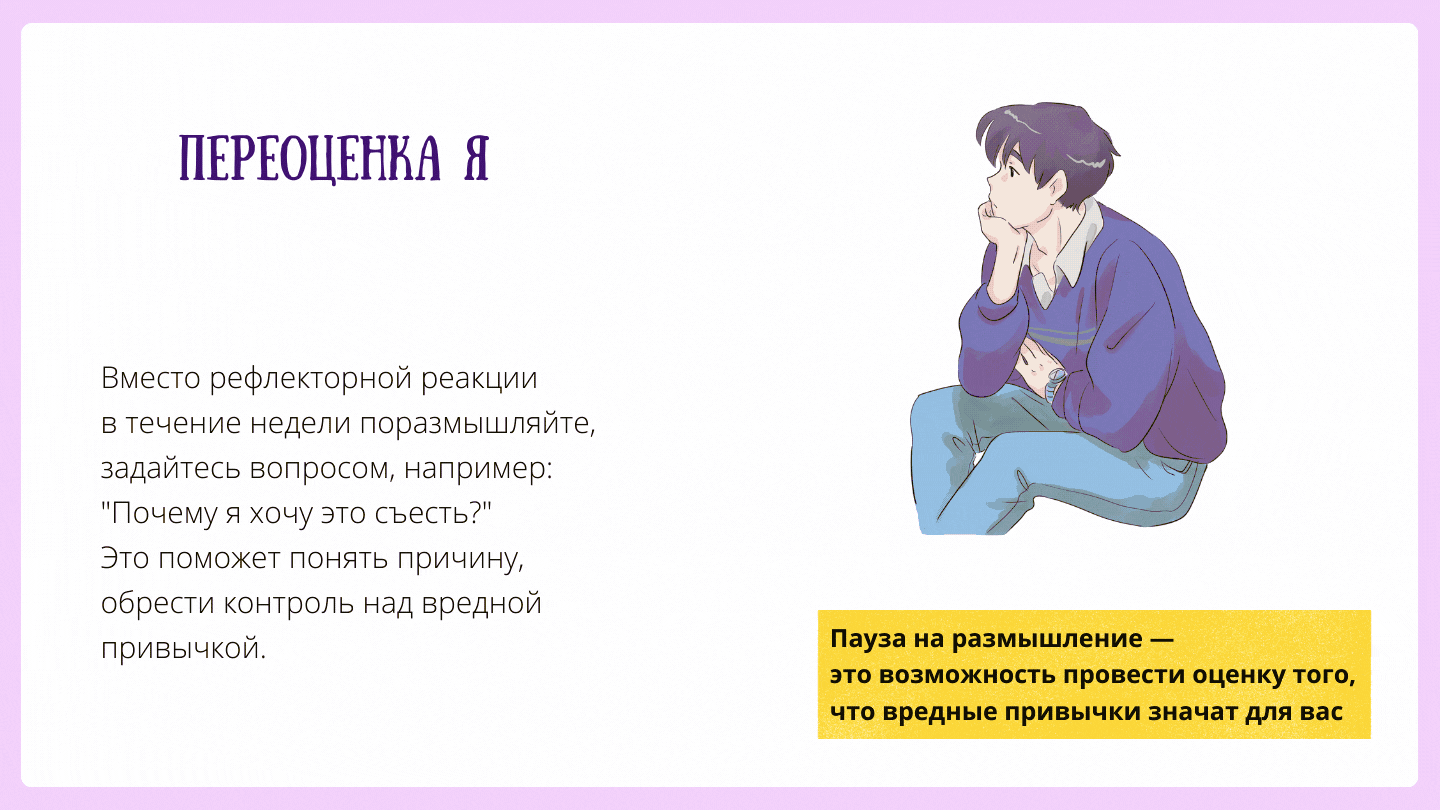 ПЕРЕОЦЕНКА Я
Вместо рефлекторной реакции
в течение недели поразмышляйте,
задайтесь вопросом, например:
"Почему я хочу это съесть?"
Это поможет понять причину,
обрести контроль над вредной
привычкой.
Пауза на размышление —
это возможность провести оценку того,
что вредные привычки значат для вас